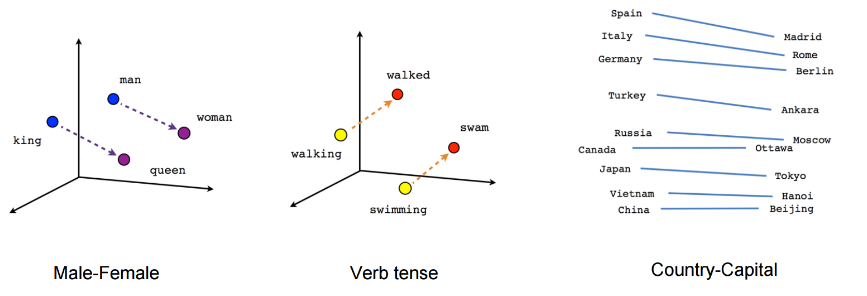 man
woman
king
queen
Male-Female
walked
swam
walking
swimming
Verb tense
Spain
Madrid
Italy
Rome
Germany
Berlin
Turkey
Ankara
Russia
Moscow
Canada
Ottawa
Japan
Tokyo
Vietnam
Hanoi
China
Beijing
Country-Capital